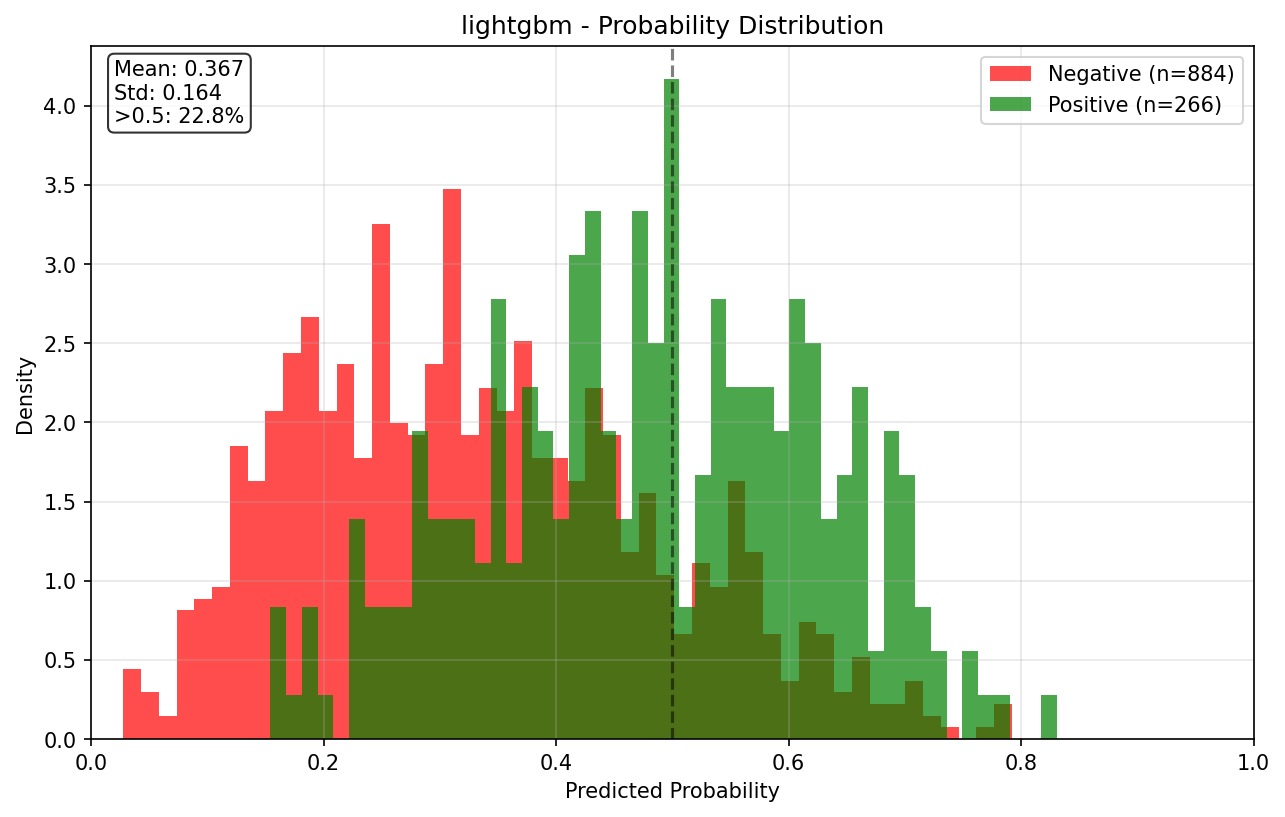 lightgbm - Probability Distribution
Mean: 0.367
Std: 0.164
>0.5: 22.8%
Negative (n=884)
Positive (n=266)
4.0
3.5
3.0
2.5
2.0
1.5
1.0
0.5
0.0
Density
0.0 0.2 0.4 0.6 0.8 1.0
Predicted Probability